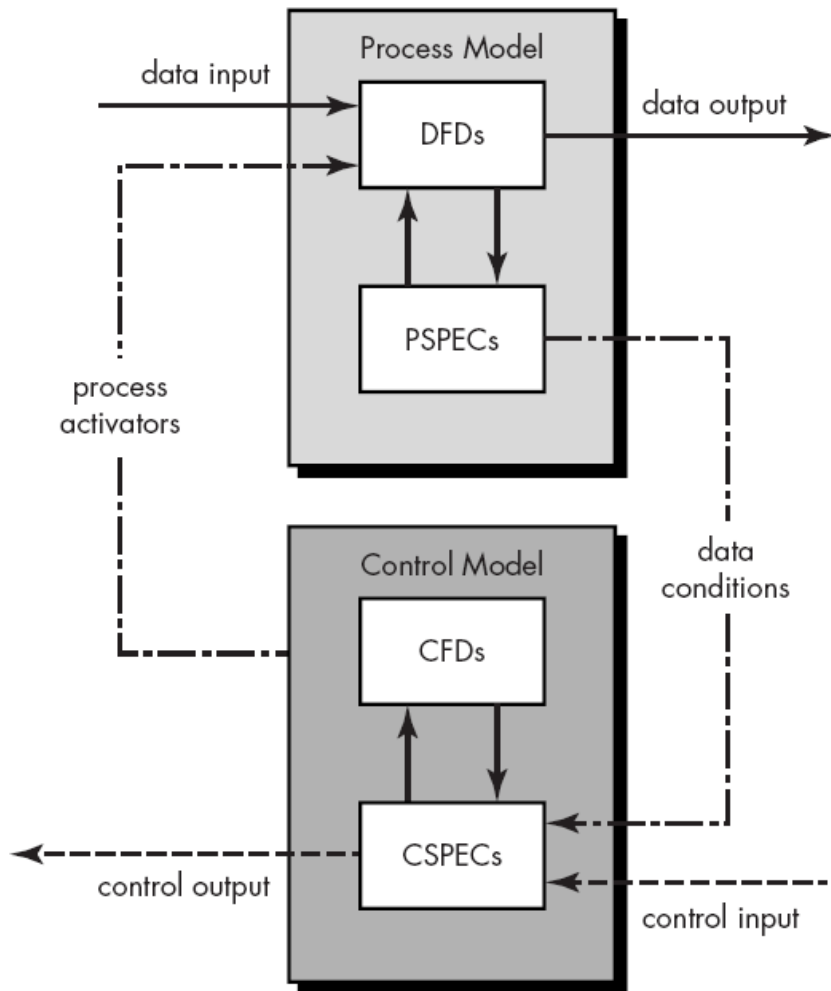 Process Model
data input
DFDs
data output
PSPECs
process
activators
data
conditions
Control Model
CFDs
CSPECs
control output
control input